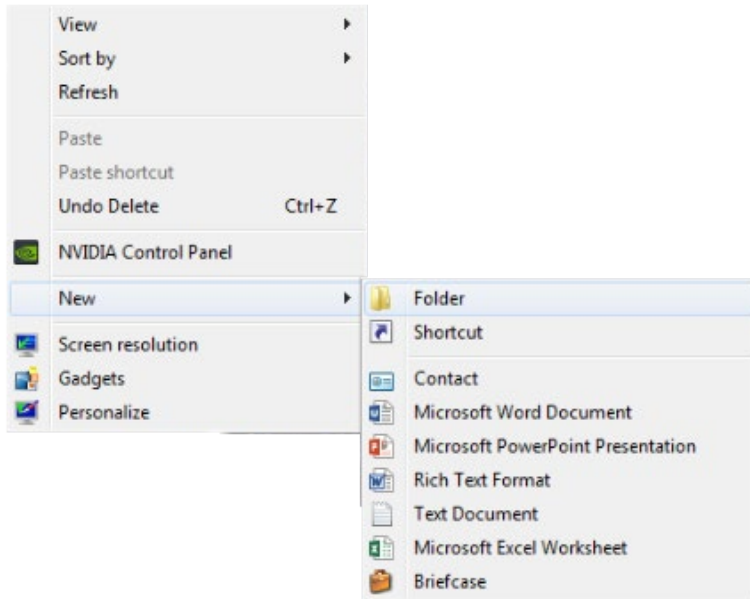 View
Sort by
Refresh
Paste
Paste shortcut
Undo Delete Ctrl+Z
NVIDIA Control Panel
New
Screen resolution
Gadgets
Personalize
Folder
Shortcut
Contact
Microsoft Word Document
Microsoft PowerPoint Presentation
Rich Text Format
Text Document
Microsoft Excel Worksheet
Briefcase